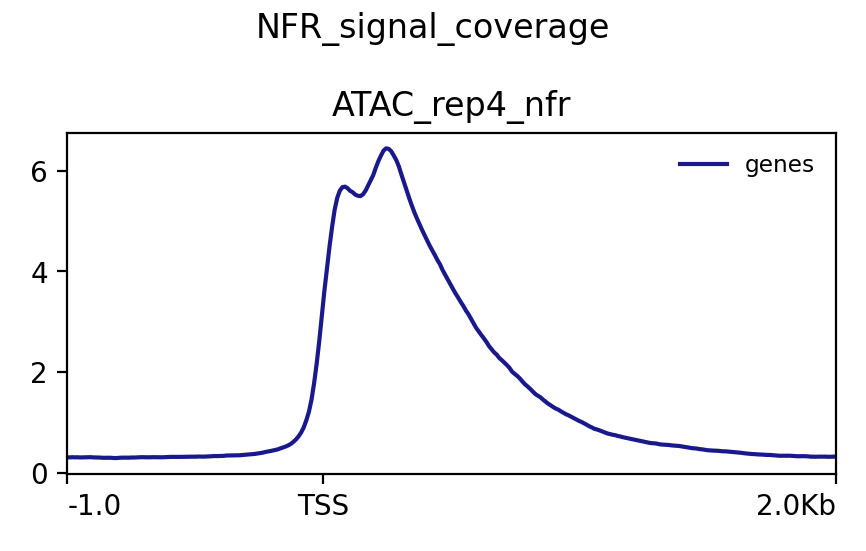 NFR_signal_coverage
ATAC_rep4_nfr
genes
6
4
2
0
-1.0 TSS 2.0Kb